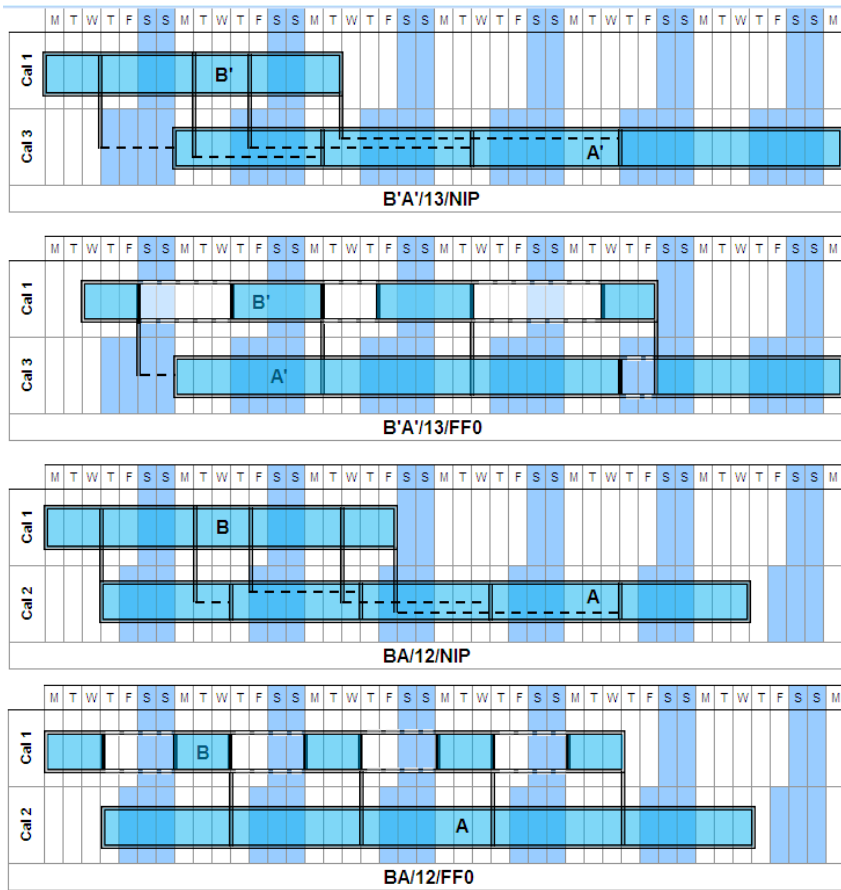 M T W T F S S M T W T F S S M T W T F S S M T W T F S S M T W T F S S M T W T F S S M
Cal 1
B'
Cal 3
A'
B'A'/13/NIP
M T W T F S S M T W T F S S M T W T F S S M T W T F S S M T W T F S S M T W T F S S M
Cal 1
B'
Cal 3
A'
B'A'/13/FF0
M T W T F S S M T W T F S S M T W T F S S M T W T F S S M T W T F S S M T W T F S S M
Cal 1
B
Cal 2
A
BA/12/NIP
M T W T F S S M T W T F S S M T W T F S S M T W T F S S M T W T F S S M T W T F S S M
Cal 1
B
Cal 2
A
BA/12/FF0